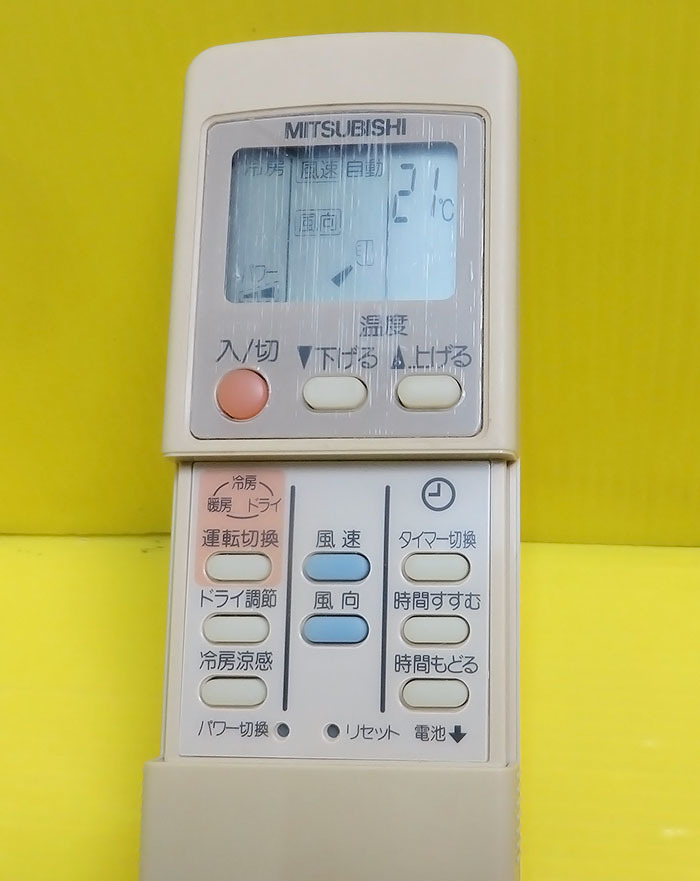 MITSUBISHI
冷房 風速 自動 21℃
風向
パワー
温度
入/切 ▼下げる ▲上げる
冷房
暖房 ドライ
運転切換 風速 タイマー切換
ドライ調節 風向 時間すすむ
冷房涼感 時間もどる
パワー切換 リセット 電池↓